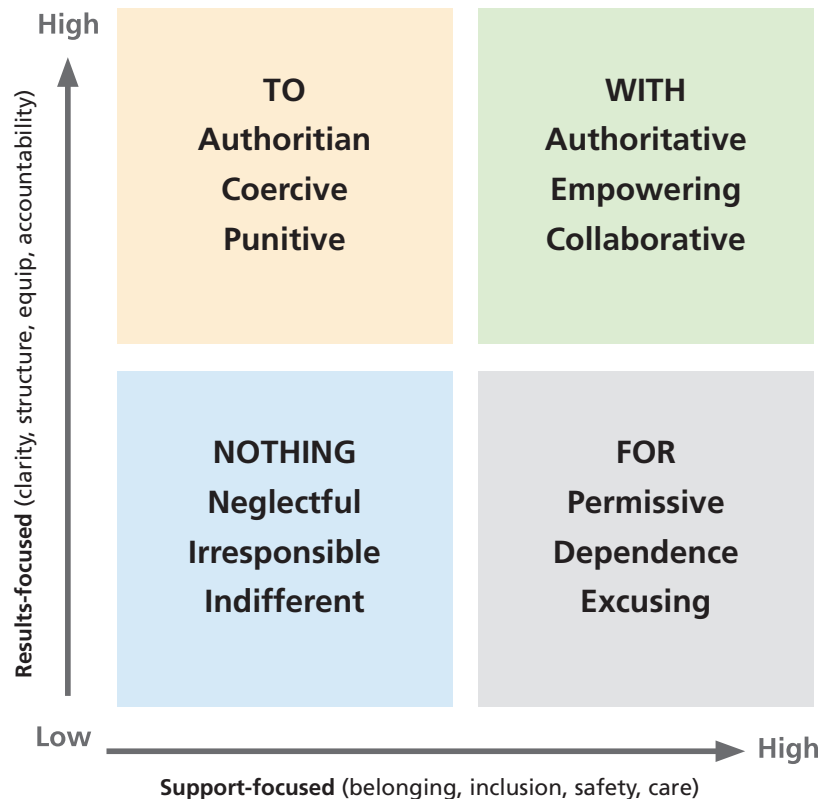 High
TO
Authoritian
Coercive
Punitive
WITH
Authoritative
Empowering
Collaborative
Results-focused (clarity, structure, equip, accountability)
NOTHING
Neglectful
Irresponsible
Indifferent
FOR
Permissive
Dependence
Excusing
Low
High
Support-focused (belonging, inclusion, safety, care)